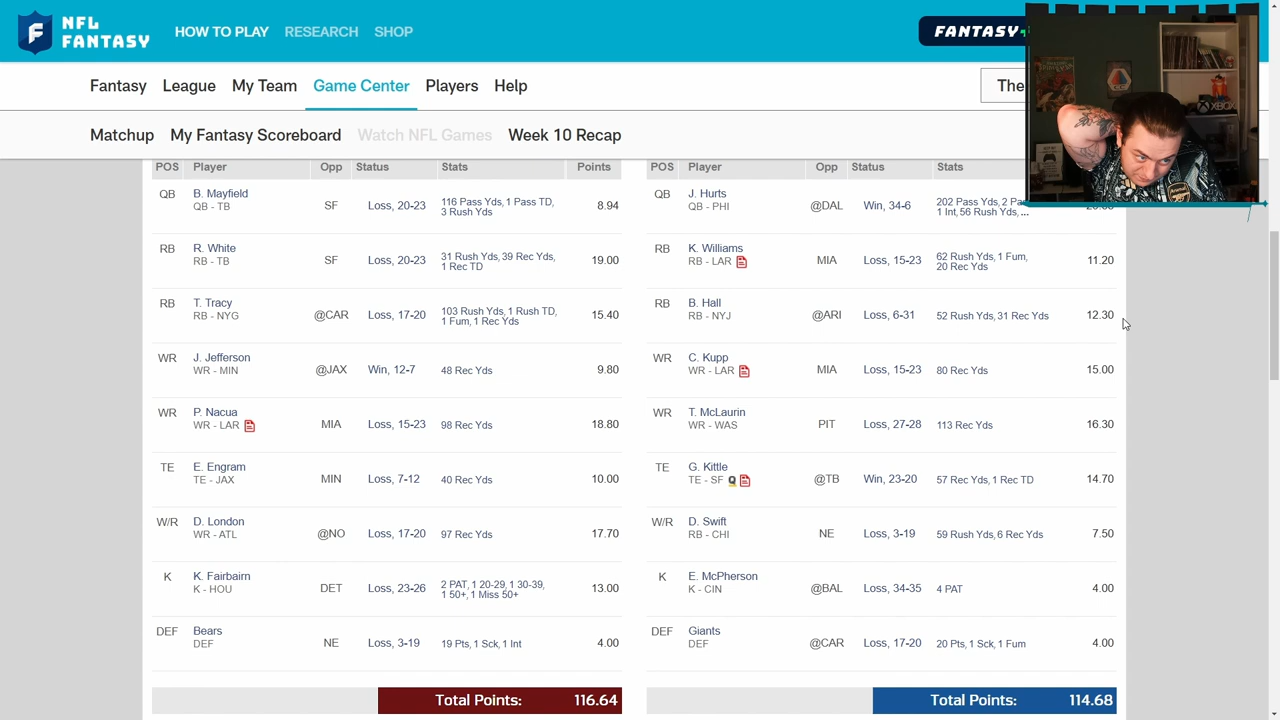 NFL FANTASY HOW TO PLAY RESEARCH SHOP FANTASY+
Fantasy League My Team Game Center Players Help The
Matchup My Fantasy Scoreboard Watch NFL Games Week 10 Recap
POS Player Opp Status Stats Points
QB B. Mayfield QB - TB SF Loss, 20-23 116 Pass Yds, 1 Pass TD, 3 Rush Yds 8.94
RB R. White RB - TB SF Loss, 20-23 31 Rush Yds, 39 Rec Yds, 1 Rec TD 19.00
RB T. Tracy RB - NYG @CAR Loss, 17-20 103 Rush Yds, 1 Rush TD, 1 Fum, 1 Rec Yds 15.40
WR J. Jefferson WR - MIN @JAX Win, 12-7 48 Rec Yds 9.80
WR P. Nacua WR - LAR MIA Loss, 15-23 98 Rec Yds 18.80
TE E. Engram TE - JAX MIN Loss, 7-12 40 Rec Yds 10.00
W/R D. London WR - ATL @NO Loss, 17-20 97 Rec Yds 17.70
K K. Fairbairn K - HOU DET Loss, 23-26 2 PAT, 1 20-29, 1 30-39, 1 50+, 1 Miss 50+ 13.00
DEF Bears DEF NE Loss, 3-19 19 Pts, 1 Sck, 1 Int 4.00
Total Points: 116.64
POS Player Opp Status Stats
QB J. Hurts QB - PHI @DAL Win, 34-6 202 Pass Yds, 2 Pa 1 Int, 56 Rush Yds, ...
RB K. Williams RB - LAR MIA Loss, 15-23 62 Rush Yds, 1 Fum, 20 Rec Yds 11.20
RB B. Hall RB - NYJ @ARI Loss, 6-31 52 Rush Yds, 31 Rec Yds 12.30
WR C. Kupp WR - LAR MIA Loss, 15-23 80 Rec Yds 15.00
WR T. McLaurin WR - WAS PIT Loss, 27-28 113 Rec Yds 16.30
TE G. Kittle TE - SF Q @TB Win, 23-20 57 Rec Yds, 1 Rec TD 14.70
W/R D. Swift RB - CHI NE Loss, 3-19 59 Rush Yds, 6 Rec Yds 7.50
K E. McPherson K - CIN @BAL Loss, 34-35 4 PAT 4.00
DEF Giants DEF @CAR Loss, 17-20 20 Pts, 1 Sck, 1 Fum 4.00
Total Points: 114.68
XBOX